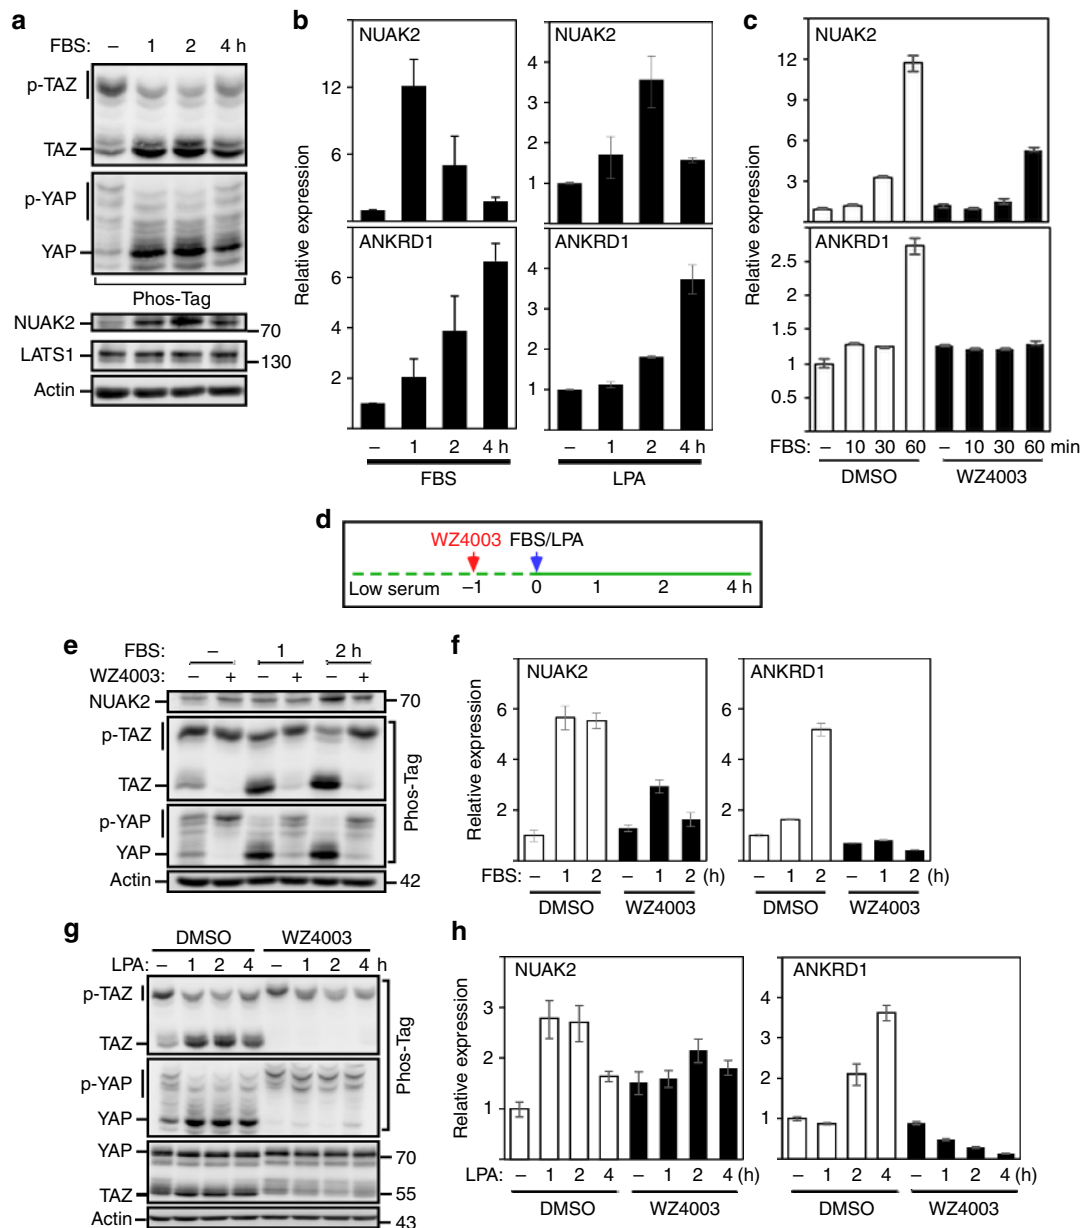 a
FBS: – 1 2 4 h
p-TAZ
TAZ
p-YAP
YAP
Phos-Tag
NUAK2
70
LATS1
130
Actin
b
Relative expression
NUAK2
12
6
NUAK2
4
3
2
1
ANKRD1
6
4
2
ANKRD1
4
3
2
1
– 1 2 4 h
FBS
– 1 2 4 h
LPA
c
NUAK2
12
9
6
3
ANKRD1
2.5
2
1.5
1
0.5
FBS: – 10 30 60 – 10 30 60 min
DMSO WZ4003
d
WZ4003 FBS/LPA
Low serum –1 0 1 2 4 h
e
FBS: – 1 2 h
WZ4003: – + – + – +
NUAK2
70
p-TAZ
TAZ
p-YAP
YAP
Phos-Tag
Actin
42
f
Relative expression
NUAK2
6
4
2
FBS: – 1 2 – 1 2 (h)
DMSO WZ4003
ANKRD1
6
4
2
– 1 2 – 1 2 (h)
DMSO WZ4003
g
DMSO WZ4003
LPA: – 1 2 4 – 1 2 4 h
p-TAZ
TAZ
p-YAP
YAP
Phos-Tag
YAP
70
TAZ
55
Actin
43
h
Relative expression
NUAK2
3
2
1
LPA: – 1 2 4 – 1 2 4 (h)
DMSO WZ4003
ANKRD1
4
3
2
1
– 1 2 4 – 1 2 4 (h)
DMSO WZ4003